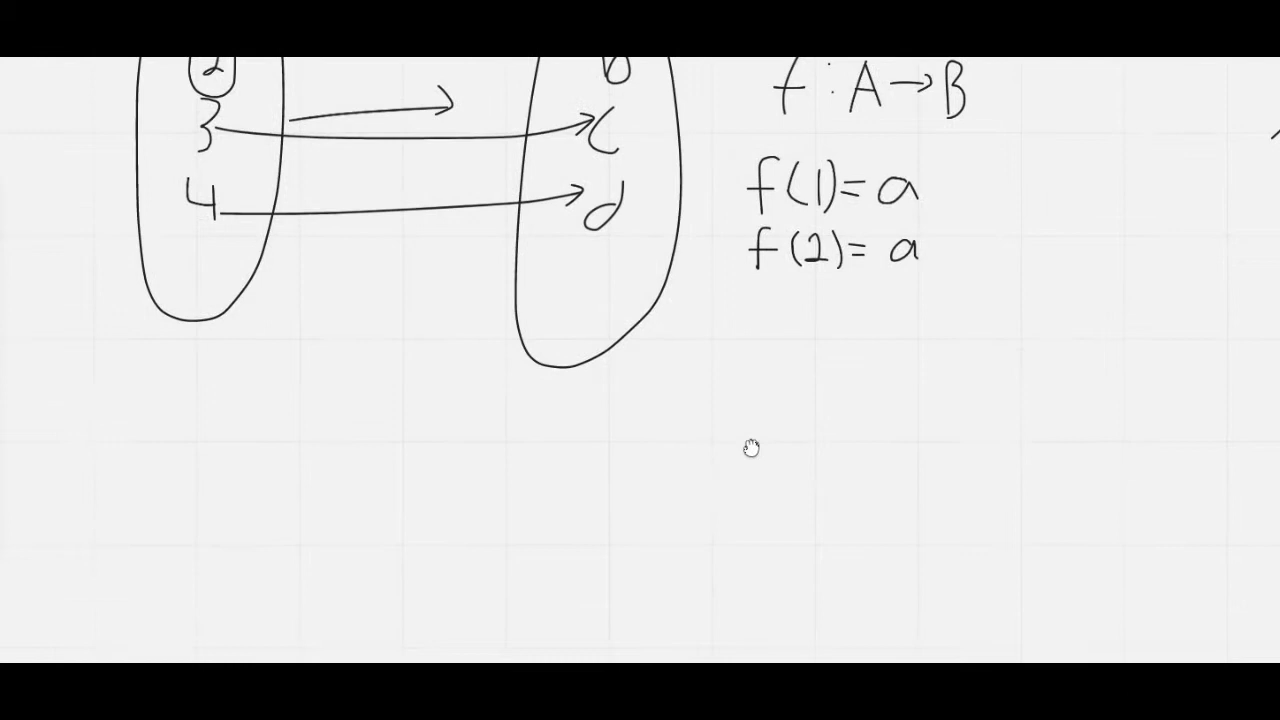 2 b
f : A → B
3 c
f(1) = a
4 d
f(2) = a